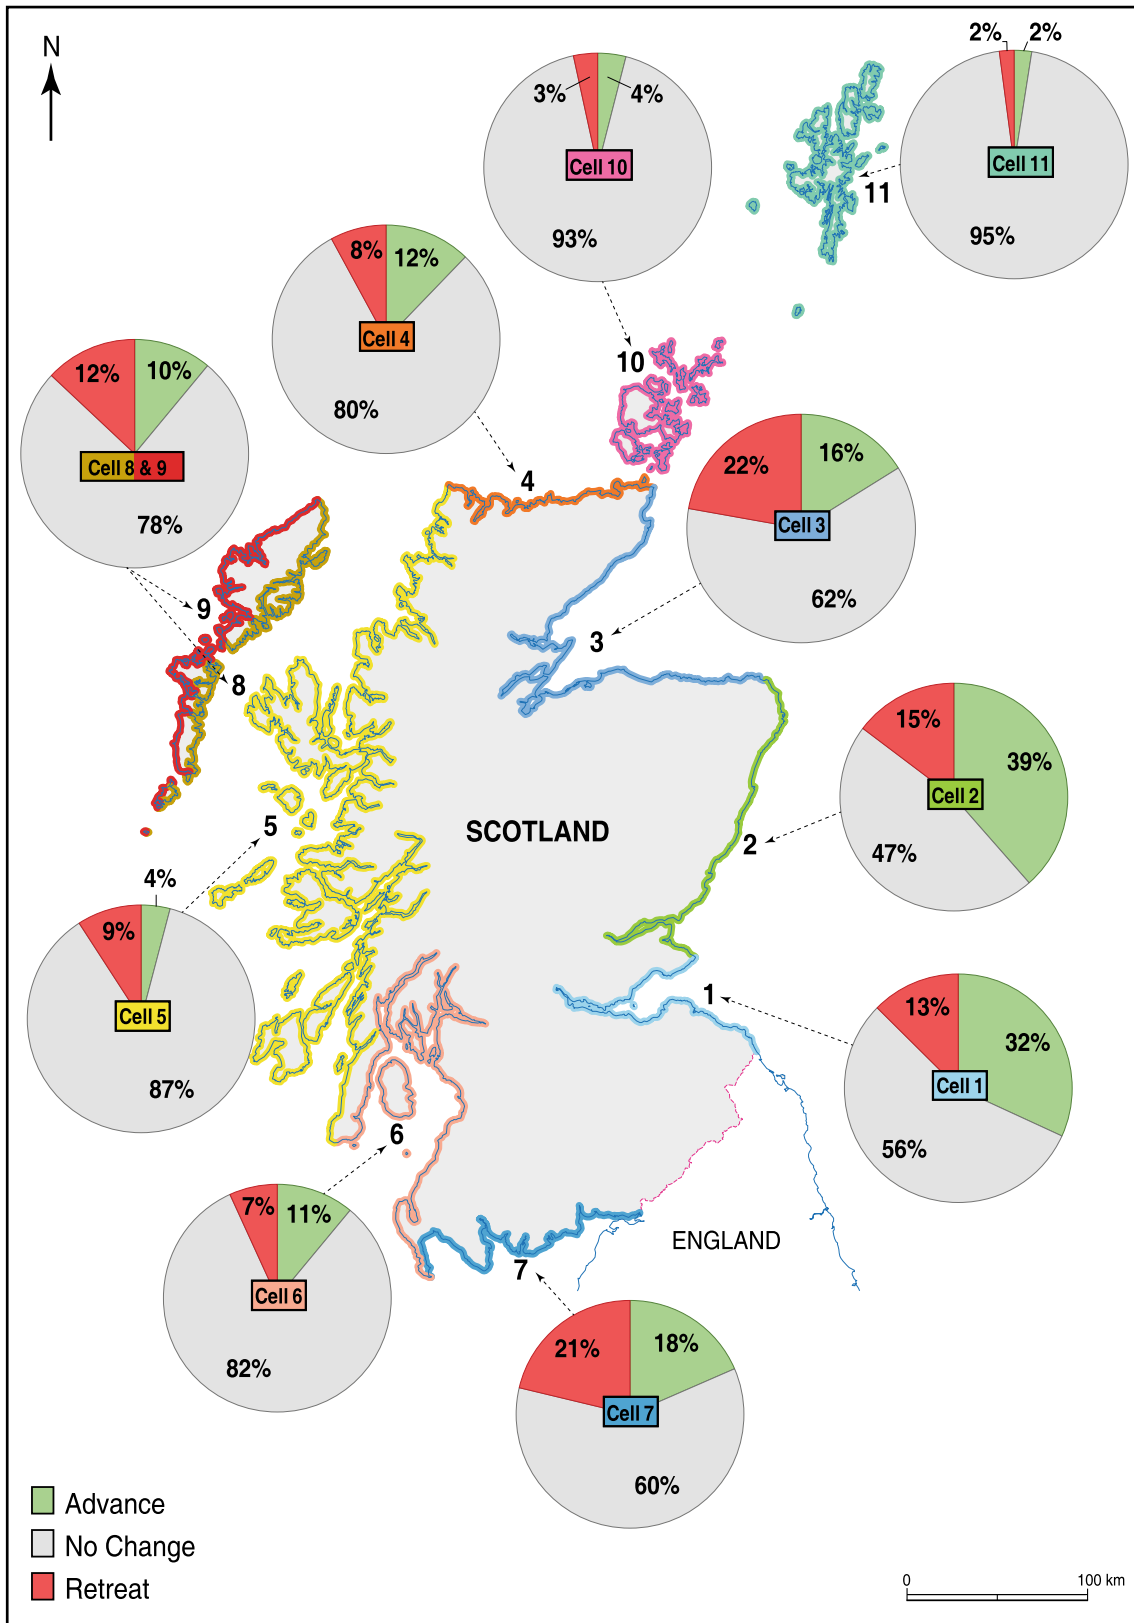 N
2%
2%
3%
4%
Cell 10
Cell 11
11
93%
95%
8%
12%
Cell 4
80%
10
12%
10%
Cell 8 & 9
78%
4
22%
16%
Cell 3
62%
9
3
8
15%
39%
Cell 2
47%
5
SCOTLAND
2
4%
9%
Cell 5
87%
1
13%
32%
Cell 1
56%
6
7%
11%
Cell 6
82%
ENGLAND
7
21%
18%
Cell 7
60%
Advance
No Change
Retreat
0
100 km